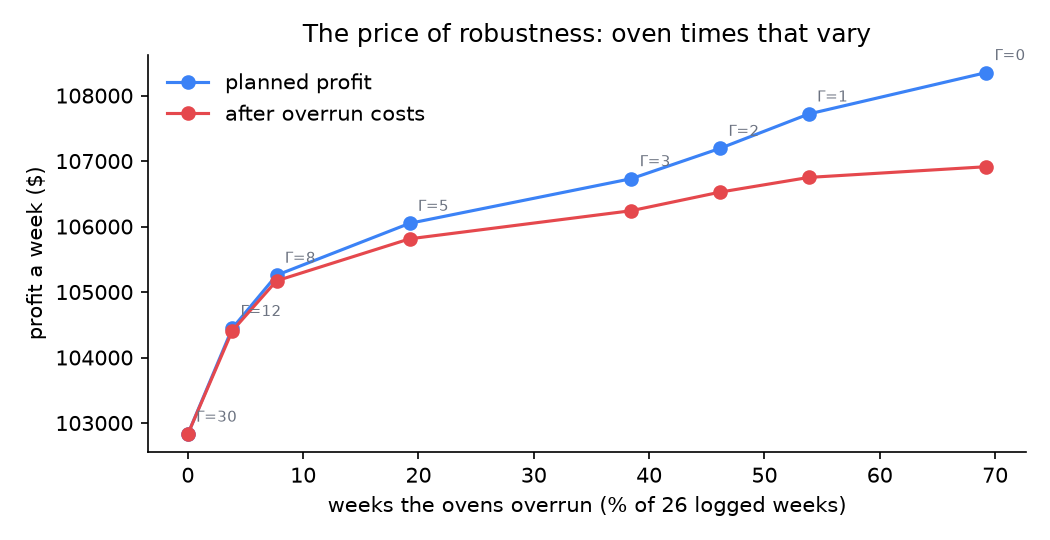 The price of robustness: oven times that vary
planned profit
after overrun costs
profit a week ($)
108000
107000
106000
105000
104000
103000
Γ=0
Γ=1
Γ=2
Γ=3
Γ=5
Γ=8
Γ=12
Γ=30
0 10 20 30 40 50 60 70
weeks the ovens overrun (% of 26 logged weeks)